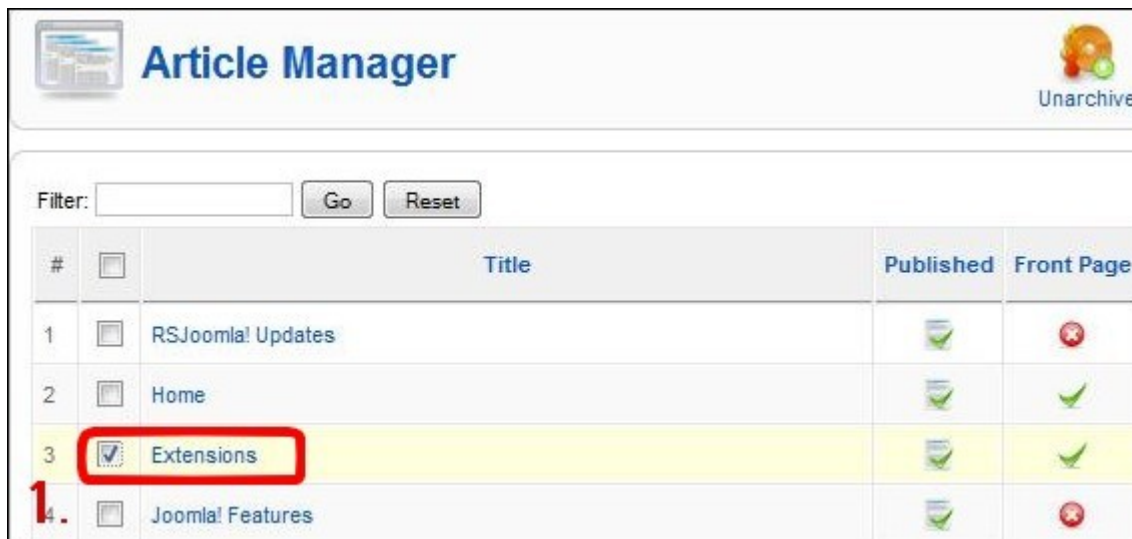 Article Manager
Unarchive
Filter: Go Reset
# Title Published Front Page
1 RSJoomla! Updates
2 Home
3 Extensions
1.
4 Joomla! Features